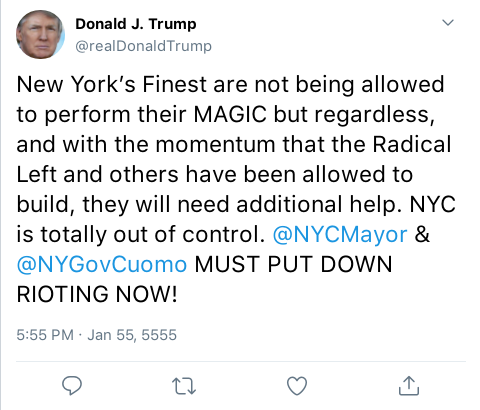 Donald J. Trump
@realDonaldTrump
New York’s Finest are not being allowed
to perform their MAGIC but regardless,
and with the momentum that the Radical
Left and others have been allowed to
build, they will need additional help. NYC
is totally out of control. @NYCMayor &
@NYGovCuomo MUST PUT DOWN
RIOTING NOW!
5:55 PM · Jan 55, 5555